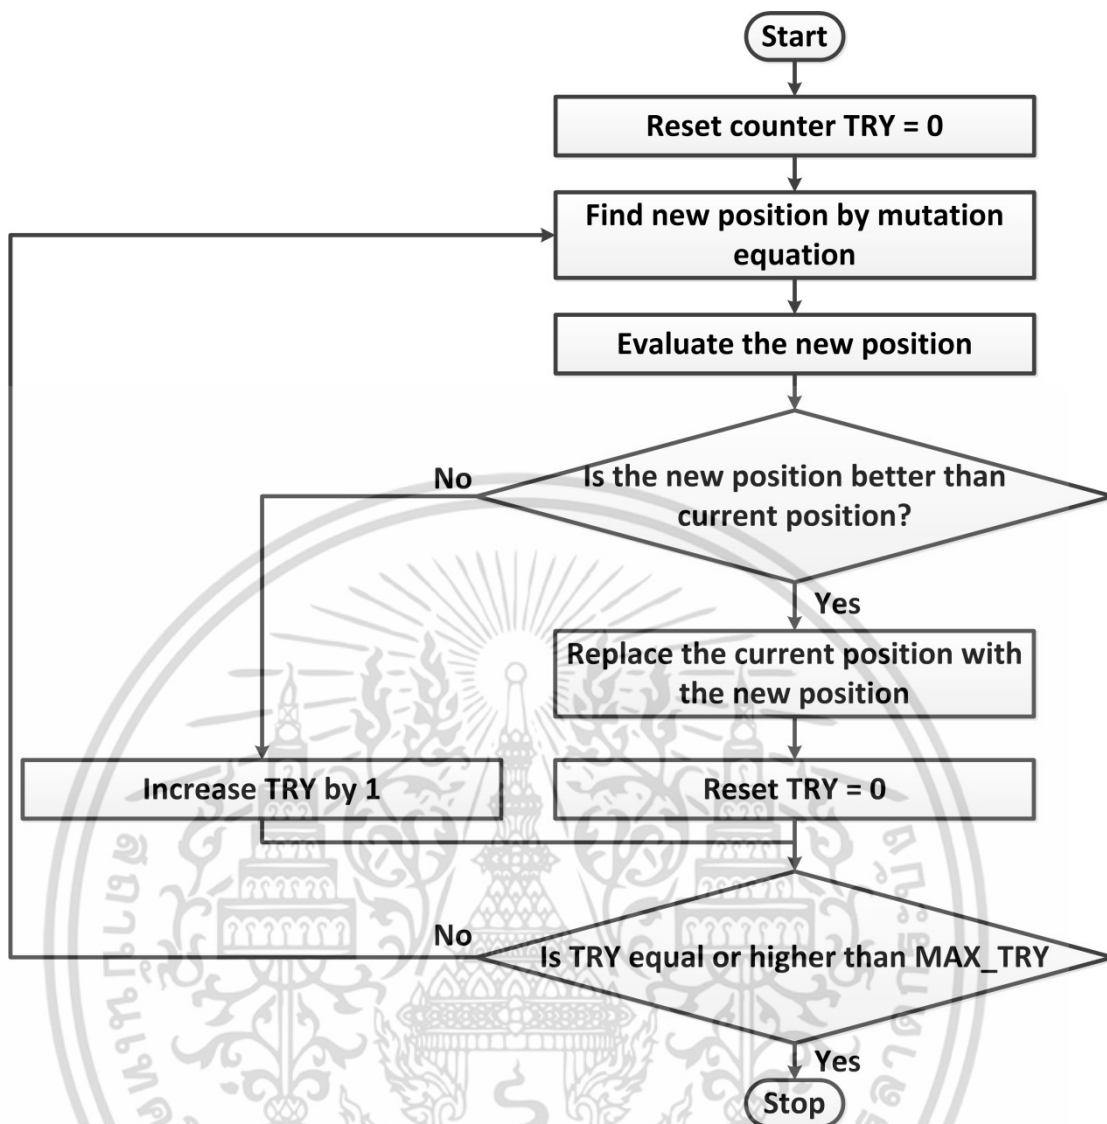 Start
Reset counter TRY = 0
Find new position by mutation
equation
Evaluate the new position
No
Is the new position better than
current position?
Yes
Replace the current position with
the new position
Increase TRY by 1
Reset TRY = 0
No
Is TRY equal or higher than MAX_TRY
Yes
Stop